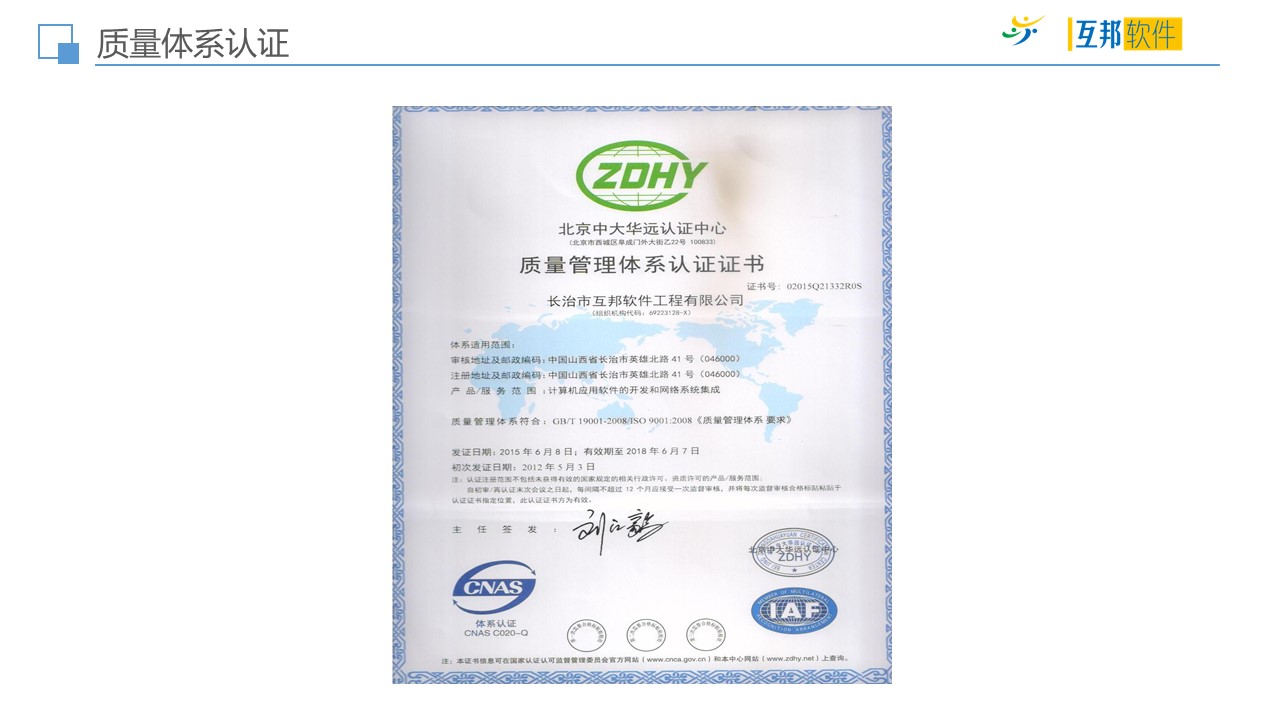 质量体系认证
互邦软件
ZDHY
北京中大华远认证中心
(北京市西城区阜成门外大街乙22号 100833)
质量管理体系认证证书
证书号：02015Q21332R0S
长治市互邦软件工程有限公司
(组织机构代码：69223128-X)
体系适用范围：
审核地址及邮政编码：中国山西省长治市英雄北路 41 号（046000）
注册地址及邮政编码：中国山西省长治市英雄北路 41 号（046000）
产 品/服 务 范 围：计算机应用软件的开发和网络系统集成
质量管理体系符合：GB/T 19001-2008/ISO 9001:2008《质量管理体系 要求》
发证日期：2015 年 6 月 8 日；有效期至 2018 年 6 月 7 日
初次发证日期：2012 年 5 月 3 日
注：认证注册范围不包括未获得有效的国家规定的相关行政许可、资质许可的产品/服务范围；
自初审/再认证末次会议之日起，每间隔不超过 12 个月应接受一次监督审核，并将每次监督审核合格标贴粘贴于
认证证书指定位置，此认证证书方为有效。
主 任 签 发：
北京中大华远认证中心
ZDHY
CNAS
IAF
体系认证
CNAS C020-Q
注：本证书信息可在国家认证认可监督管理委员会官方网站（www.cnca.gov.cn）和本中心网站（www.zdhy.net）上查询。